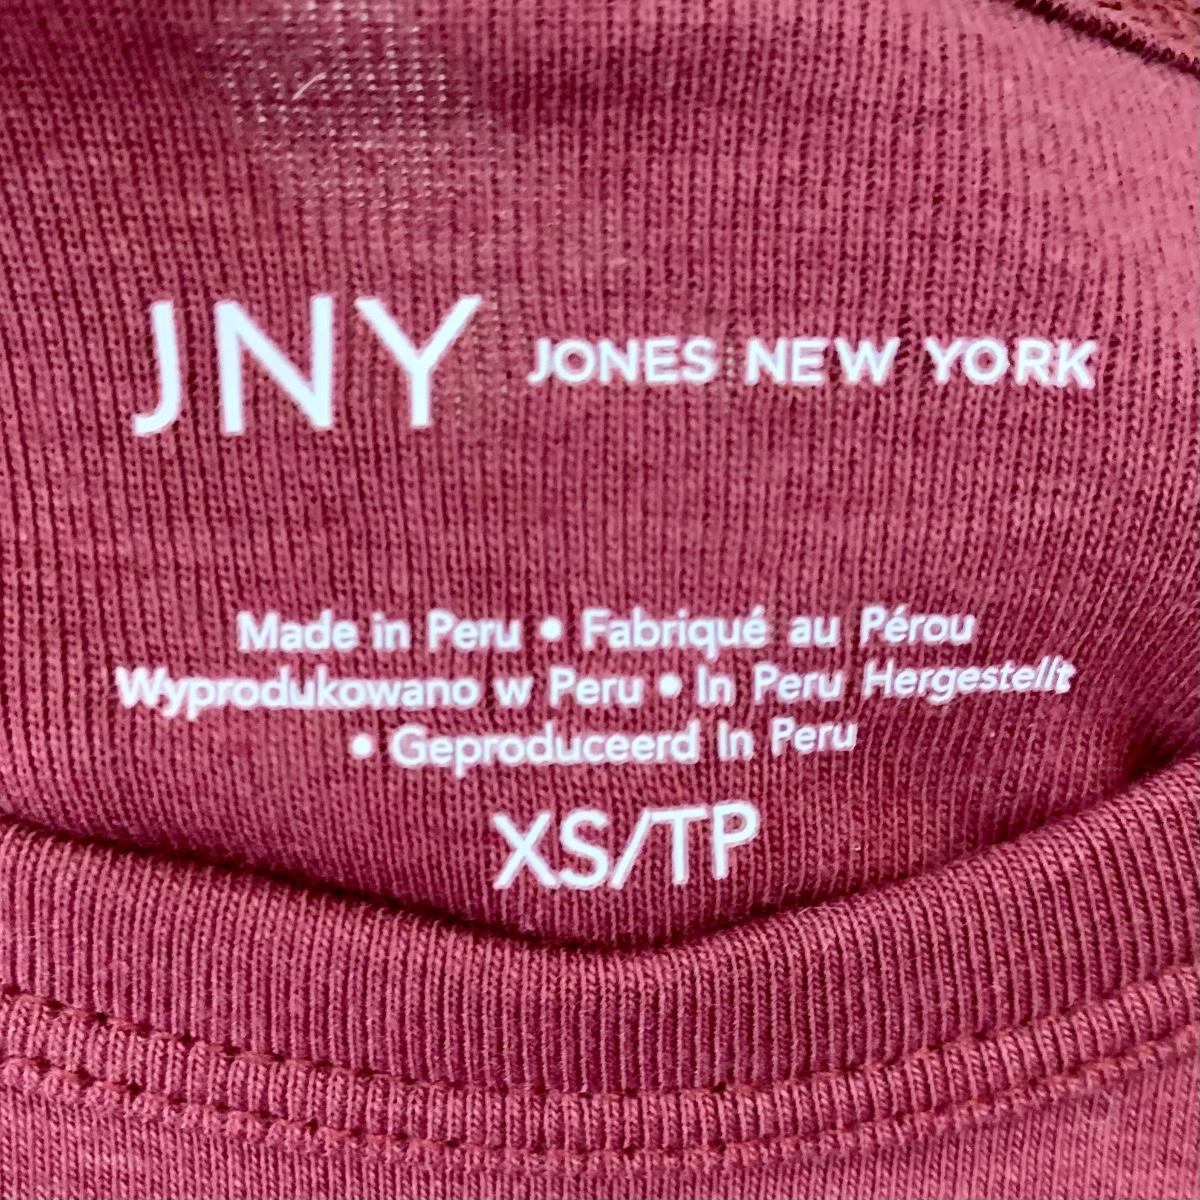 JNY JONES NEW YORK
Made in Peru • Fabriqué au Pérou
Wyprodukowano w Peru • In Peru Hergestellt
• Geproduceerd In Peru
XS/TP